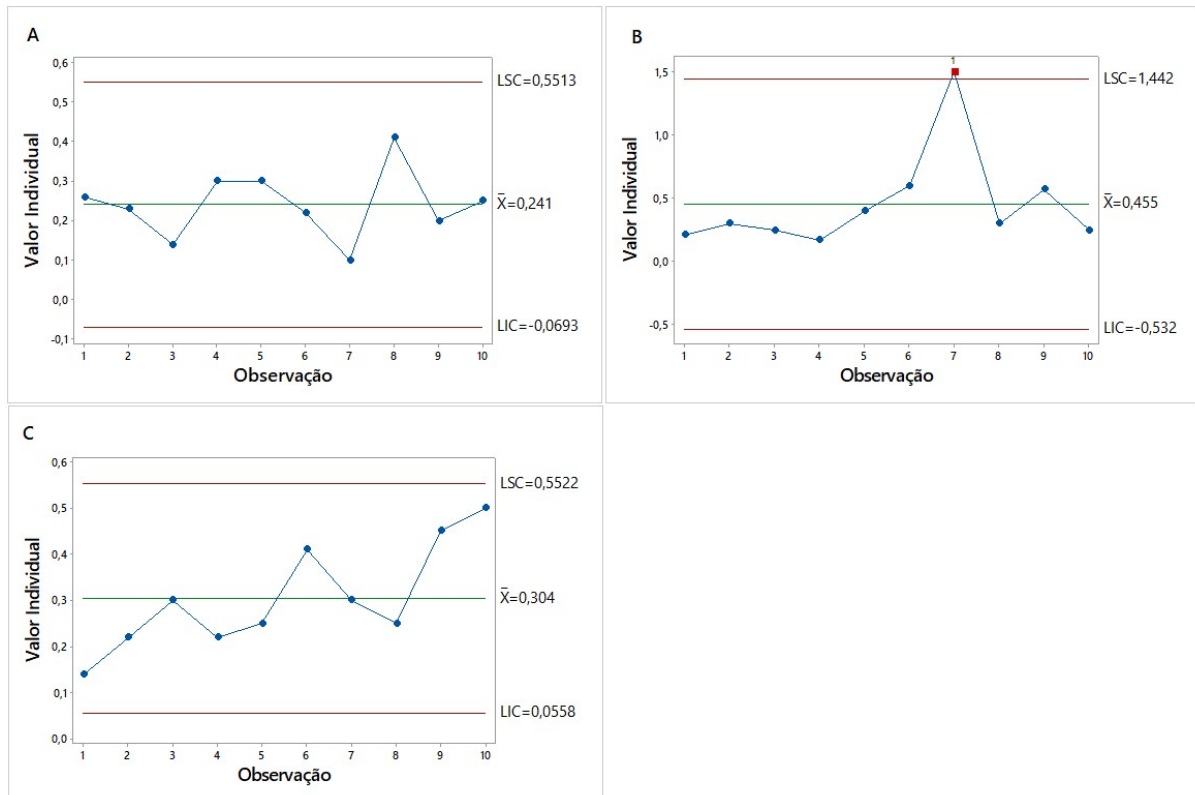 A
Valor Individual
0,6
0,5
0,4
0,3
0,2
0,1
0,0
-0,1
LSC=0,5513
X̄=0,241
LIC=-0,0693
1 2 3 4 5 6 7 8 9 10
Observação
B
Valor Individual
1,5
1,0
0,5
0,0
-0,5
1
LSC=1,442
X̄=0,455
LIC=-0,532
1 2 3 4 5 6 7 8 9 10
Observação
C
Valor Individual
0,6
0,5
0,4
0,3
0,2
0,1
0,0
LSC=0,5522
X̄=0,304
LIC=0,0558
1 2 3 4 5 6 7 8 9 10
Observação